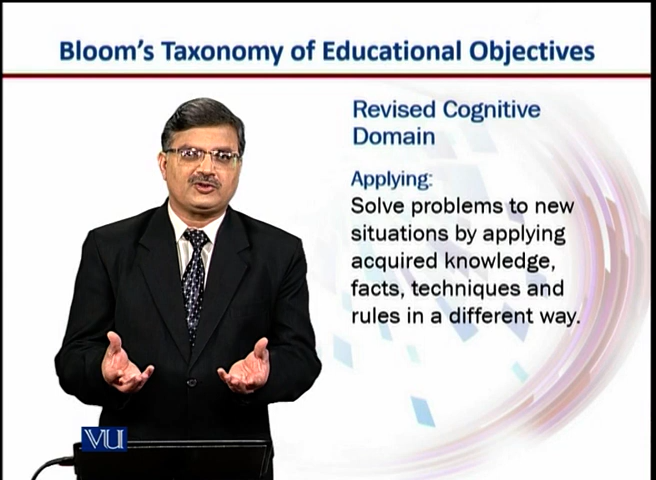 Bloom's Taxonomy of Educational Objectives
Revised Cognitive
Domain
Applying:
Solve problems to new
situations by applying
acquired knowledge,
facts, techniques and
rules in a different way.
VU